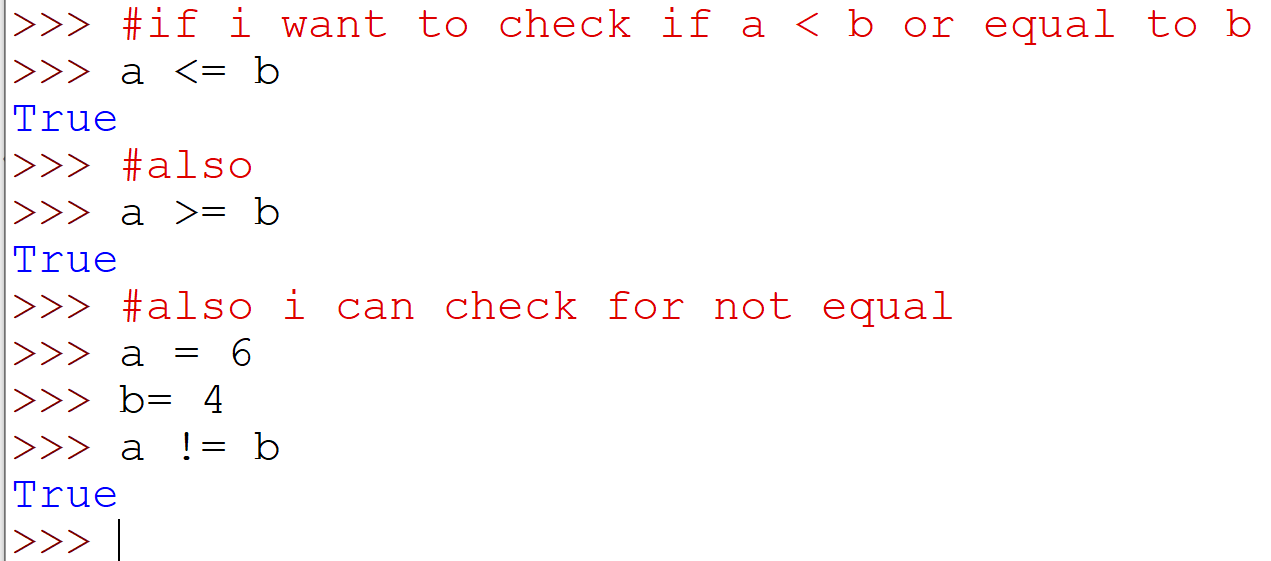 >>> #if i want to check if a < b or equal to b
>>> a <= b
True
>>> #also
>>> a >= b
True
>>> #also i can check for not equal
>>> a = 6
>>> b= 4
>>> a != b
True
>>>